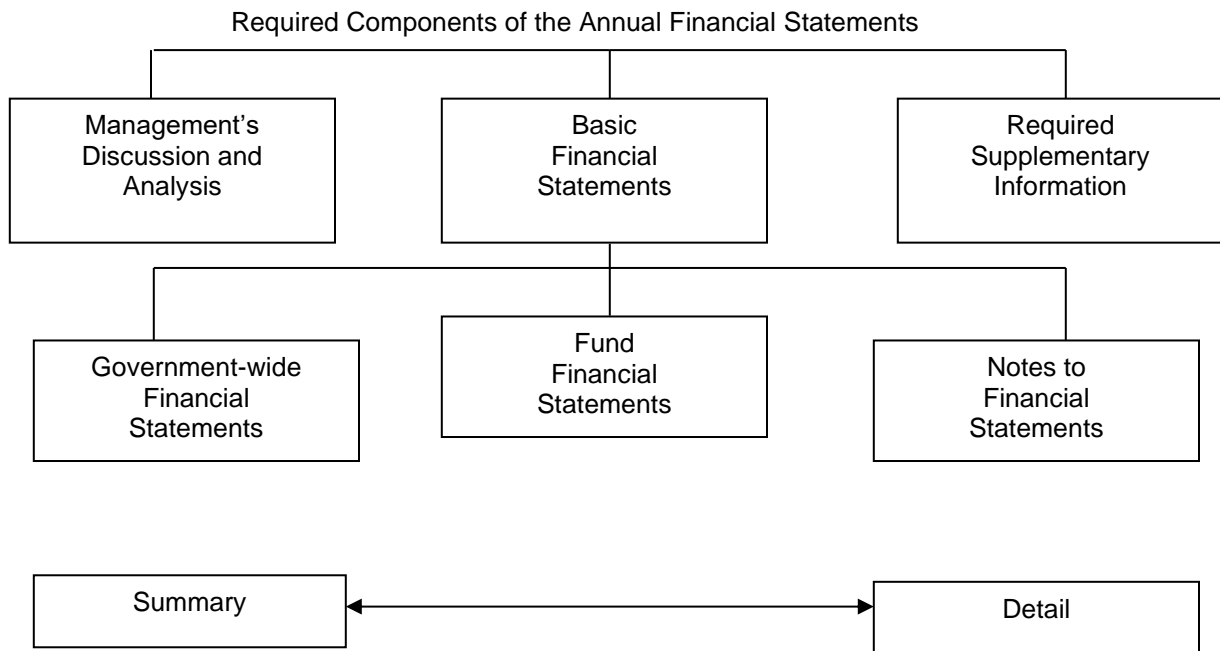 Required Components of the Annual Financial Statements
Management’s
Discussion and
Analysis
Basic
Financial
Statements
Required
Supplementary
Information
Government-wide
Financial
Statements
Fund
Financial
Statements
Notes to
Financial
Statements
Summary
Detail